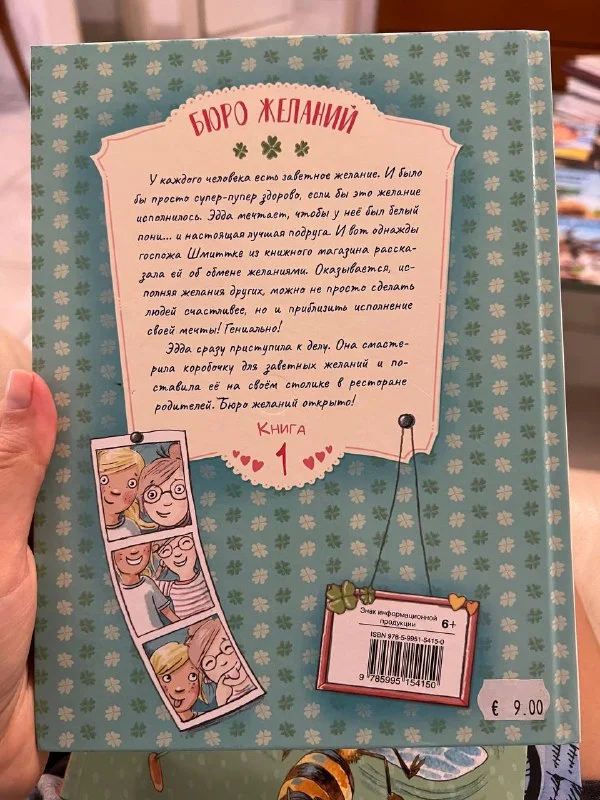 БЮРО ЖЕЛАНИЙ
У каждого человека есть заветное желание. И было
бы просто супер-пупер здорово, если бы это желание
исполнилось. Эдда мечтает, чтобы у неё был белый
пони... и настоящая лучшая подруга. И вот однажды
госпожа Шмиттке из книжного магазина расска-
зала ей об обмене желаниями. Оказывается, ис-
полняя желания других, можно не просто сделать
людей счастливее, но и приблизить исполнение
своей мечты! Гениально!
Эдда сразу приступила к делу. Она смасте-
рила коробочку для заветных желаний и по-
ставила её на своём столике в ресторане
родителей. Бюро желаний открыто!
Книга
1
Знак информационной
продукции 6+
ISBN 978-5-9951-5415-0
9 785995 154150
€ 9.00